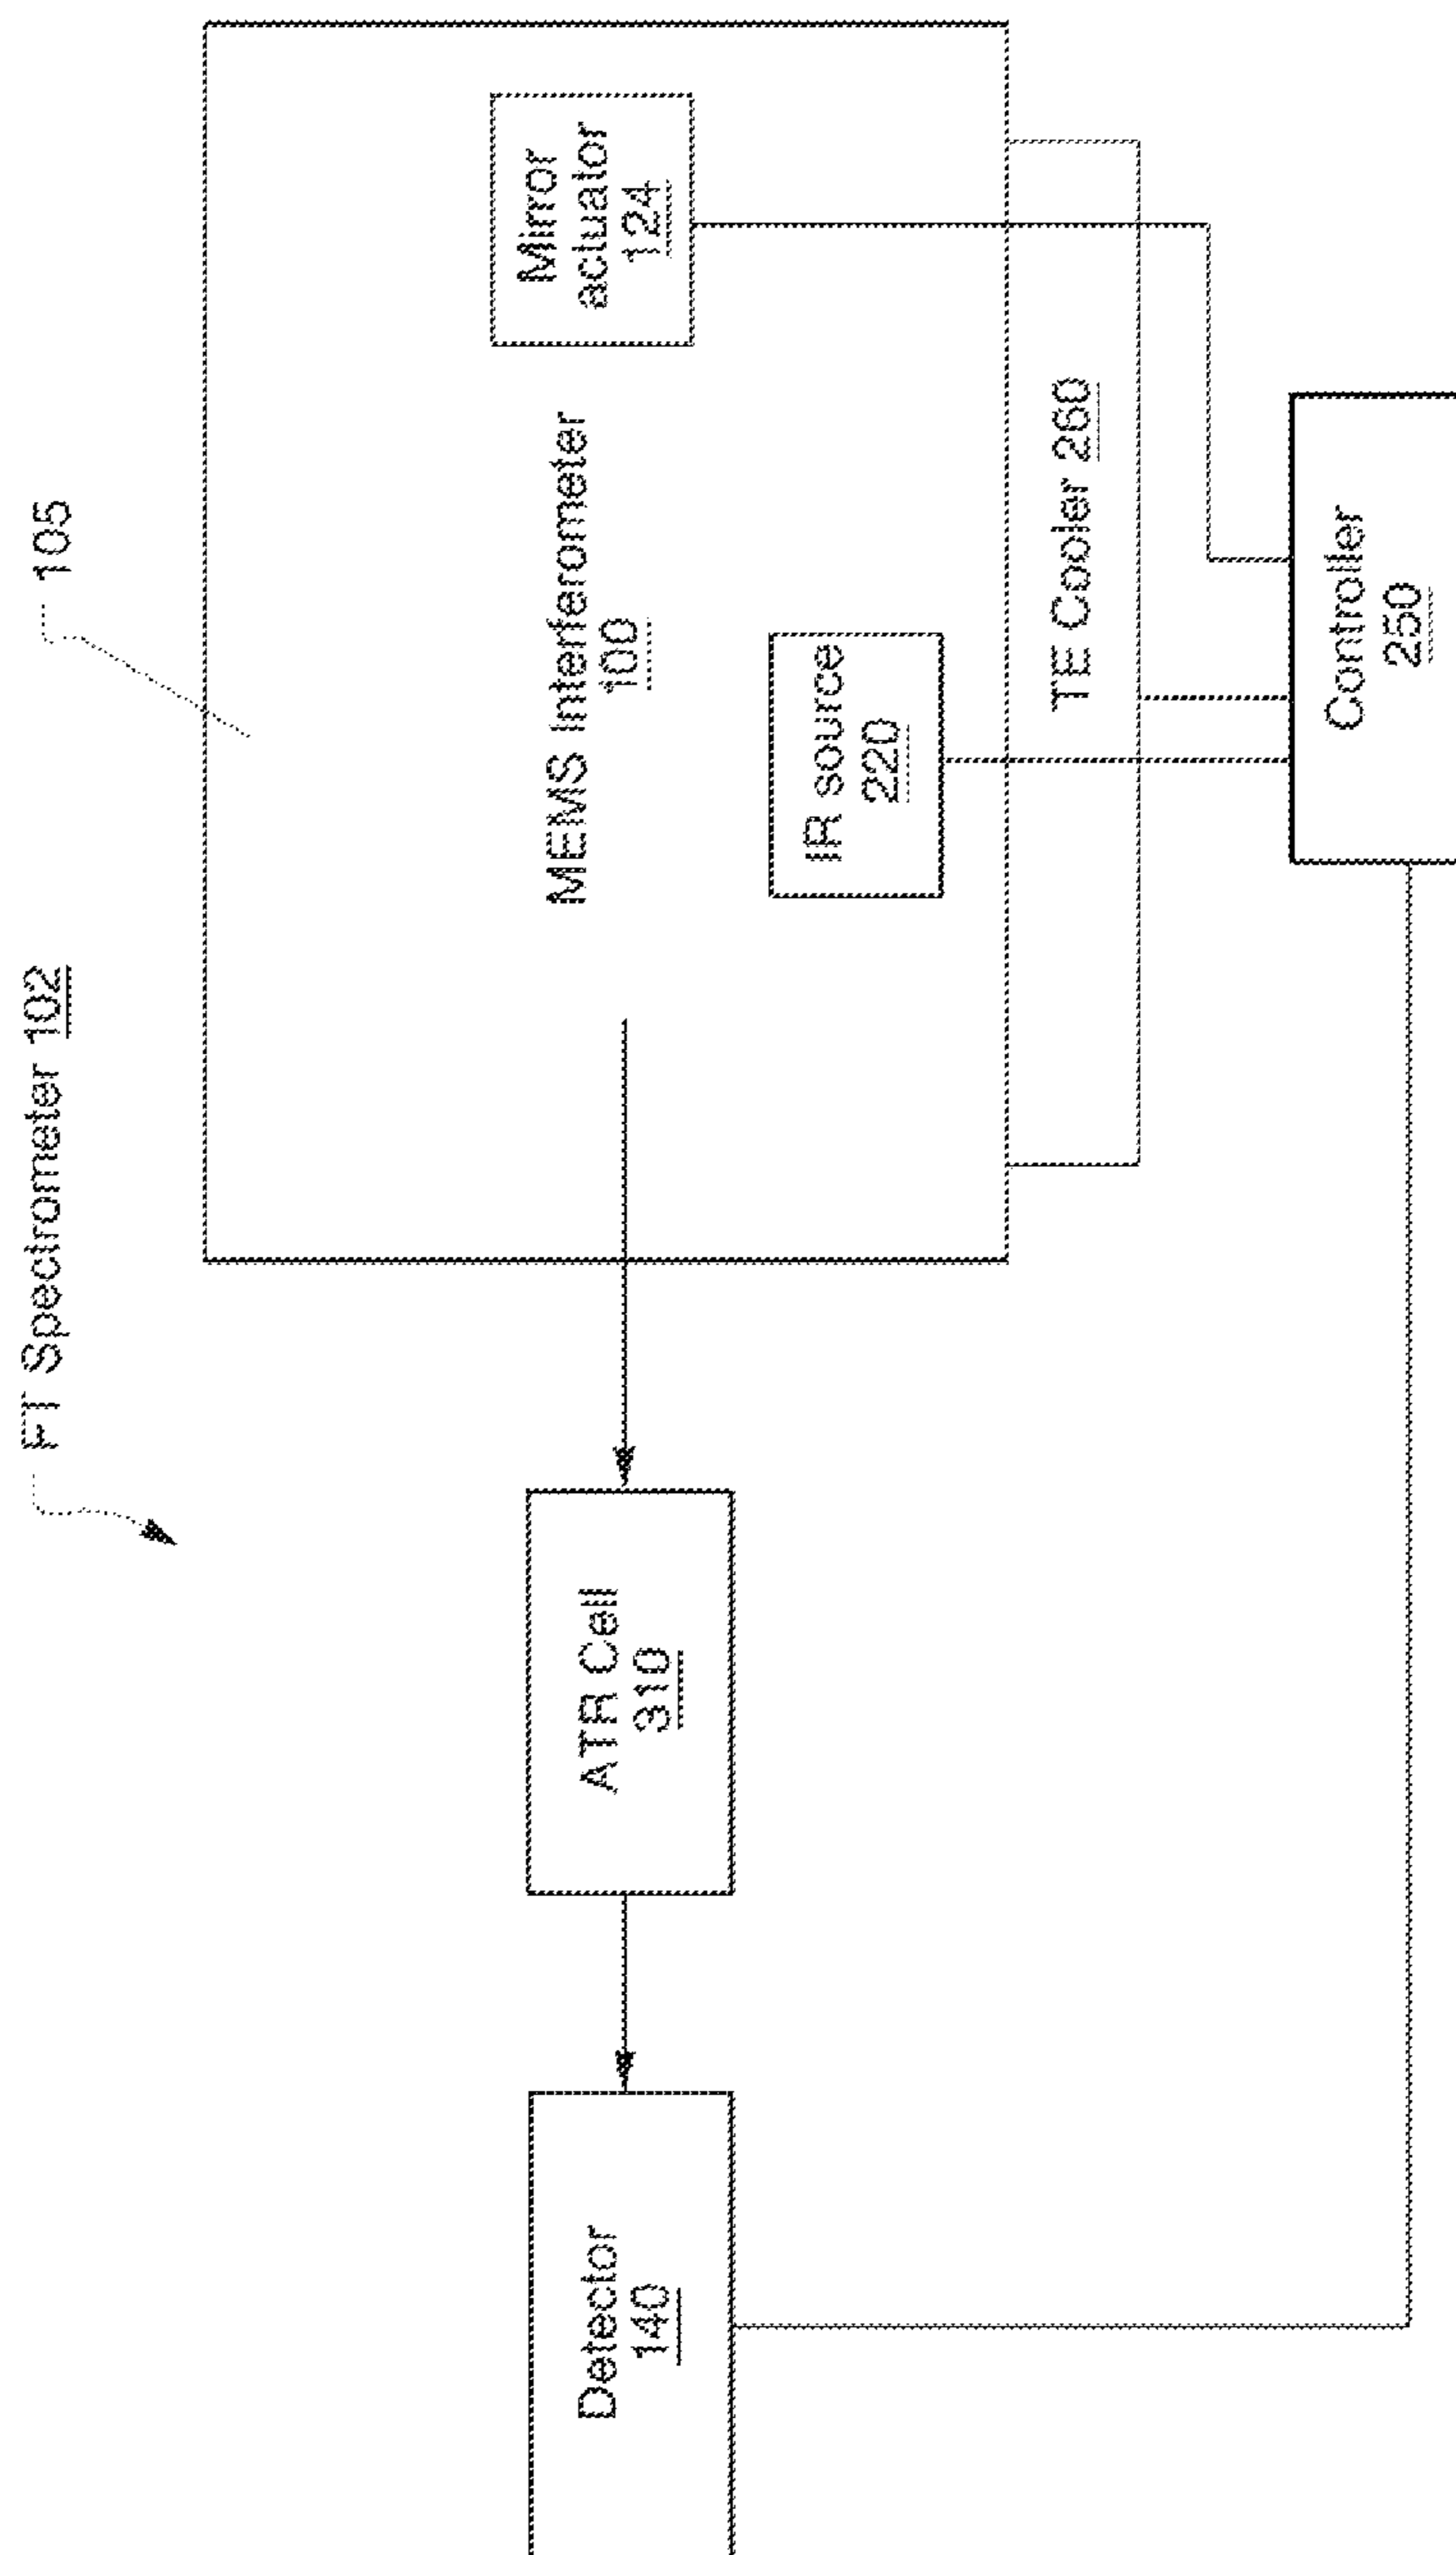 FT Spectrometer 102
105
Detector
140
ATR Cell
310
MEMS Interferometer
100
Mirror
actuator
124
IR source
220
TE Cooler 260
Controller
250